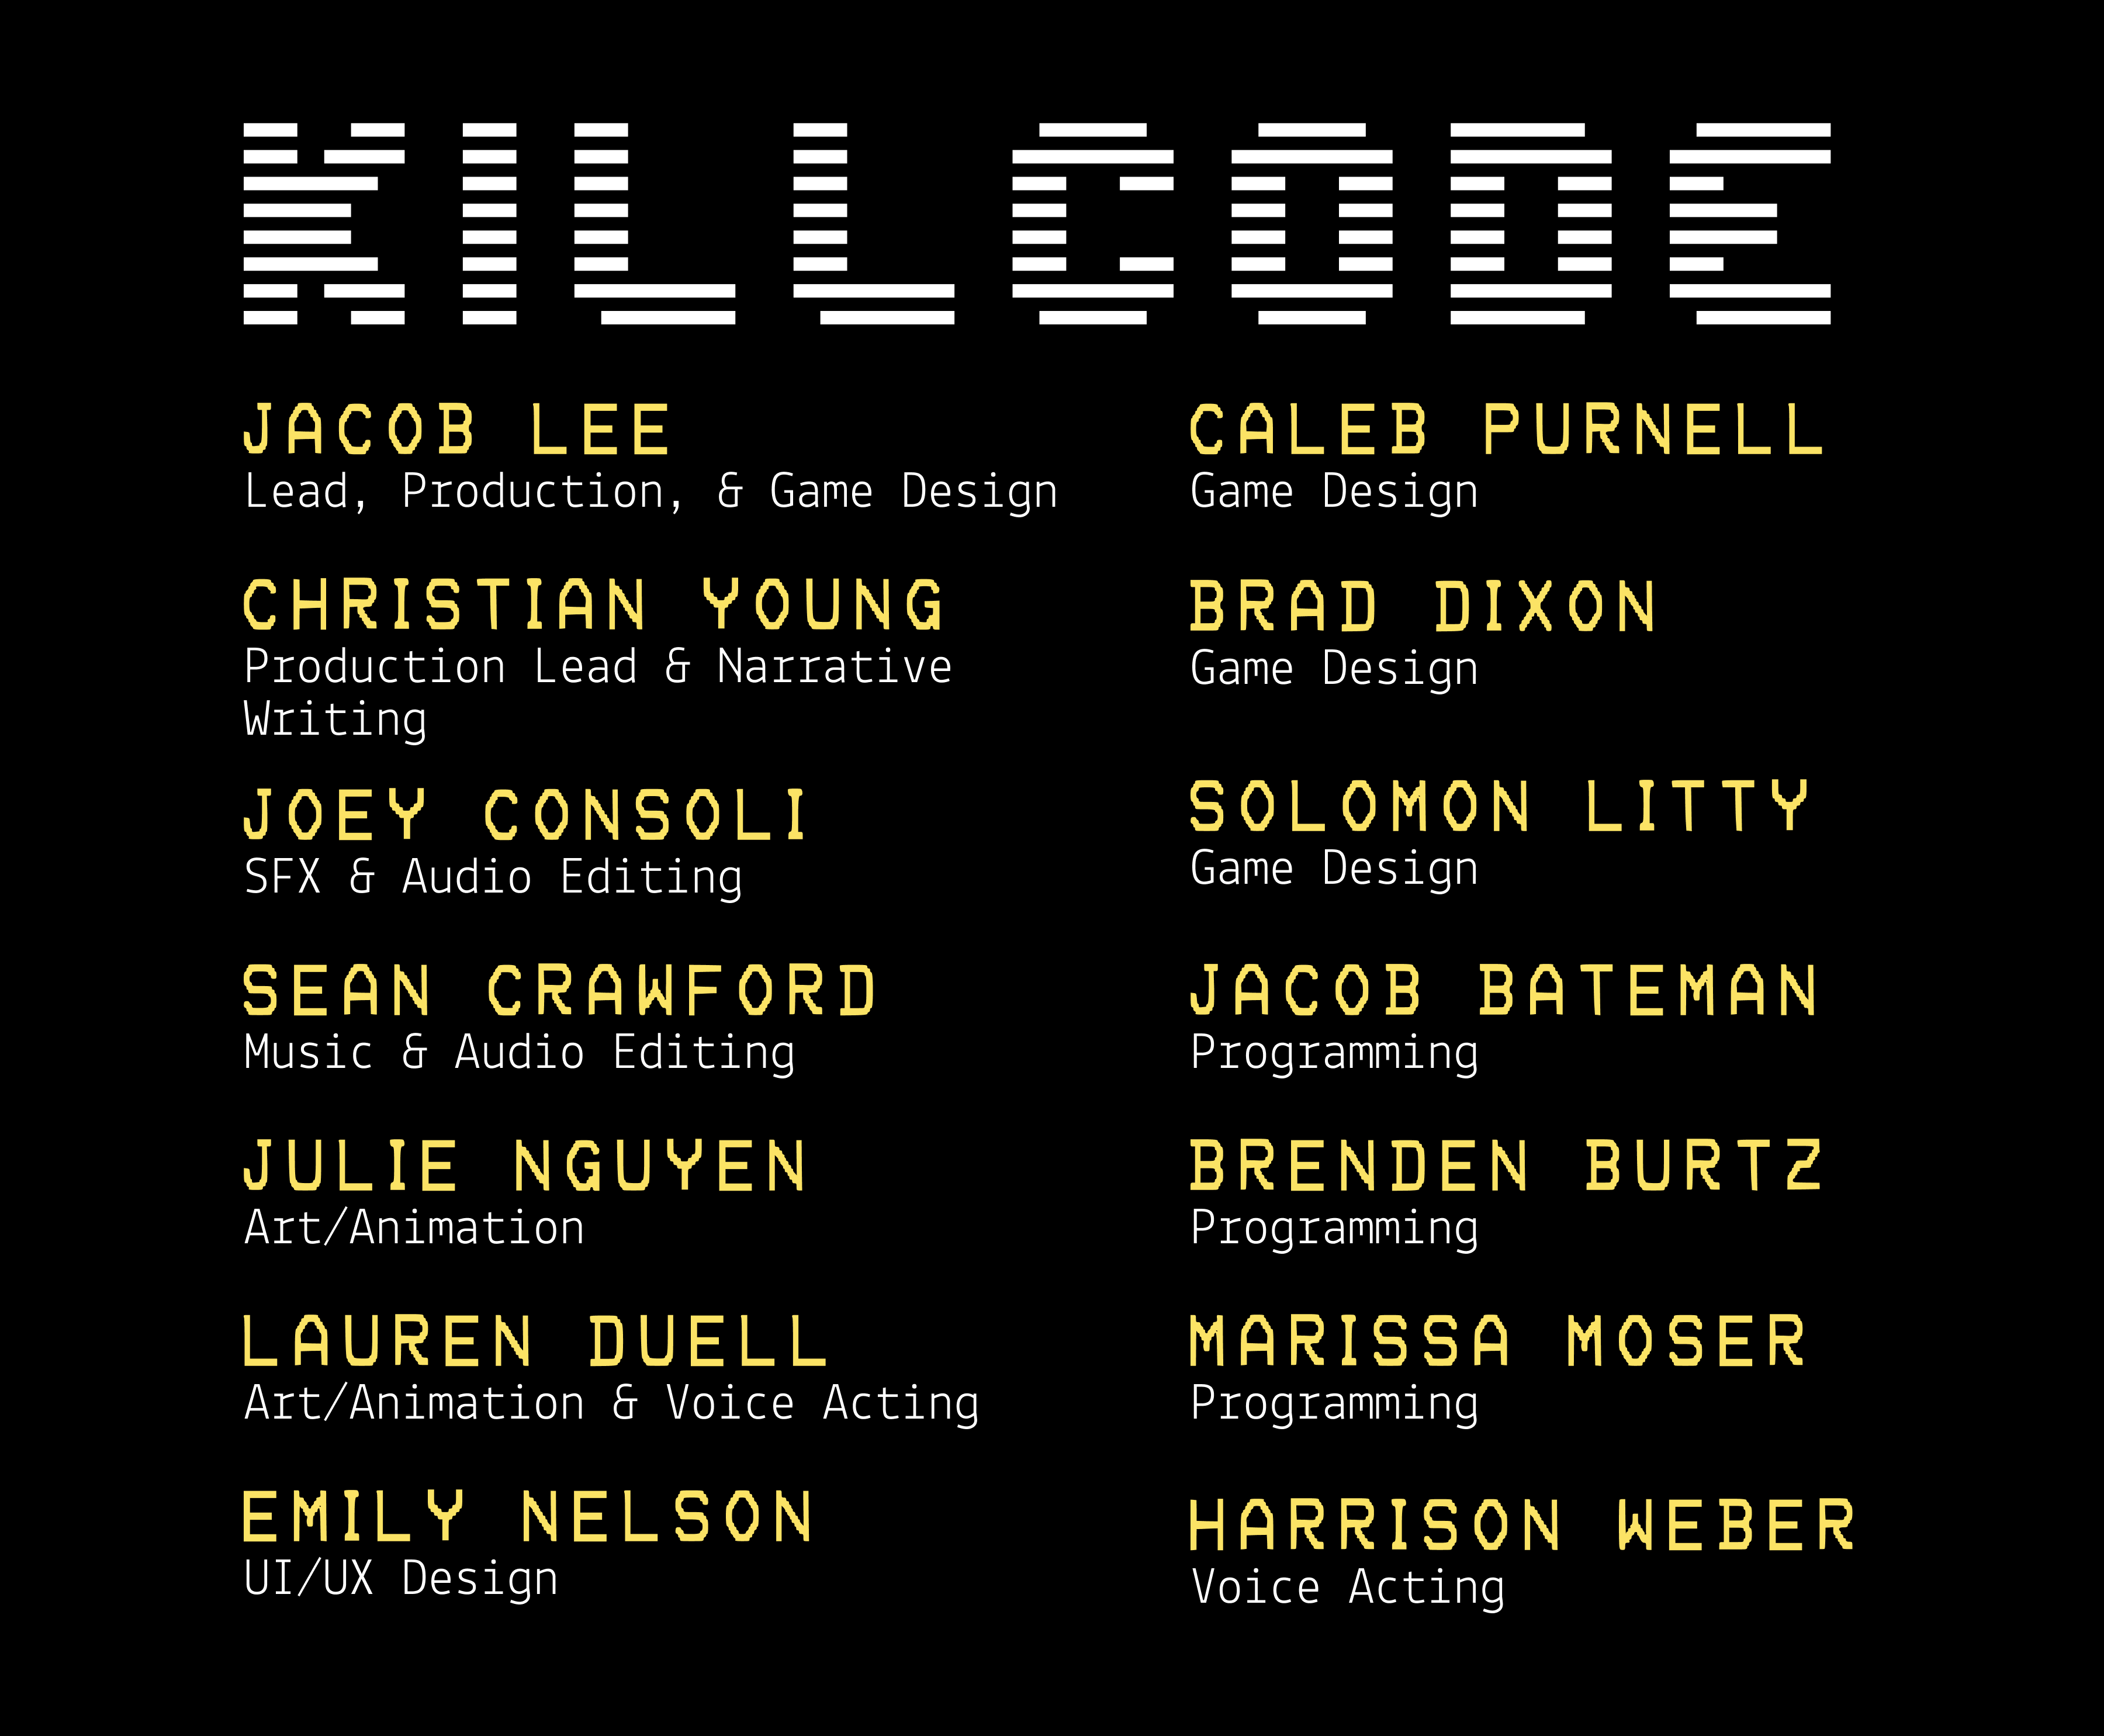 KILLCODE
JACOB LEE
Lead, Production, & Game Design
CHRISTIAN YOUNG
Production Lead & Narrative
Writing
JOEY CONSOLI
SFX & Audio Editing
SEAN CRAWFORD
Music & Audio Editing
JULIE NGUYEN
Art/Animation
LAUREN DUELL
Art/Animation & Voice Acting
EMILY NELSON
UI/UX Design
CALEB PURNELL
Game Design
BRAD DIXON
Game Design
SOLOMON LITTY
Game Design
JACOB BATEMAN
Programming
BRENDEN BURTZ
Programming
MARISSA MOSER
Programming
HARRISON WEBER
Voice Acting